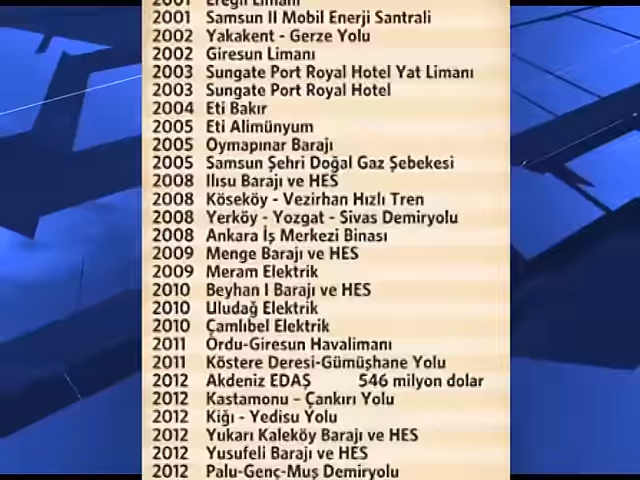 2001 Ereğli Limanı
2001 Samsun II Mobil Enerji Santrali
2002 Yakakent - Gerze Yolu
2002 Giresun Limanı
2003 Sungate Port Royal Hotel Yat Limanı
2003 Sungate Port Royal Hotel
2004 Eti Bakır
2005 Eti Alimünyum
2005 Oymapınar Barajı
2005 Samsun Şehri Doğal Gaz Şebekesi
2008 Ilısu Barajı ve HES
2008 Köseköy - Vezirhan Hızlı Tren
2008 Yerköy - Yozgat - Sivas Demiryolu
2008 Ankara İş Merkezi Binası
2009 Menge Barajı ve HES
2009 Meram Elektrik
2010 Beyhan I Barajı ve HES
2010 Uludağ Elektrik
2010 Çamlıbel Elektrik
2011 Ordu-Giresun Havalimanı
2011 Köstere Deresi-Gümüşhane Yolu
2012 Akdeniz EDAŞ 546 milyon dolar
2012 Kastamonu - Çankırı Yolu
2012 Kiğı - Yedisu Yolu
2012 Yukarı Kaleköy Barajı ve HES
2012 Yusufeli Barajı ve HES
2012 Palu-Genç-Muş Demiryolu